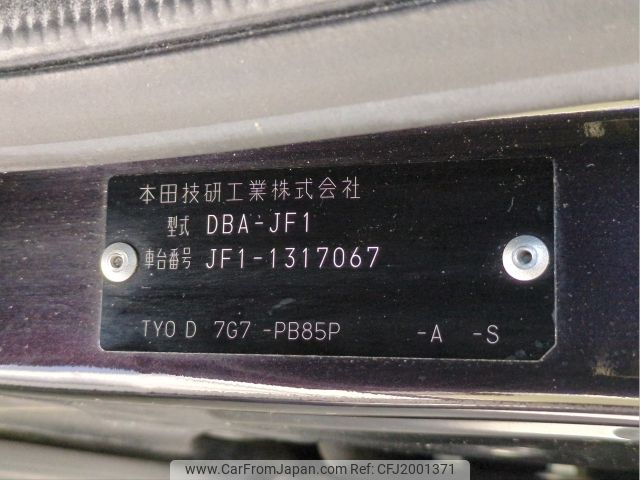 本田技研工業株式会社
型式 DBA-JF1
車台番号 JF1-1317067
TYO D 7G7 -PB85P -A -S
www.CarFromJapan.com | Ref: CFJ2001371